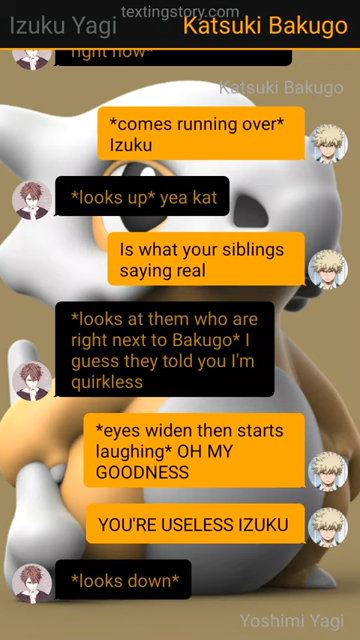 textingstory.com
Izuku Yagi
Katsuki Bakugo
right now*
Katsuki Bakugo
*comes running over*
Izuku
*looks up* yea kat
Is what your siblings
saying real
*looks at them who are
right next to Bakugo* I
guess they told you I'm
quirkless
*eyes widen then starts
laughing* OH MY
GOODNESS
YOU'RE USELESS IZUKU
*looks down*
Yoshimi Yagi